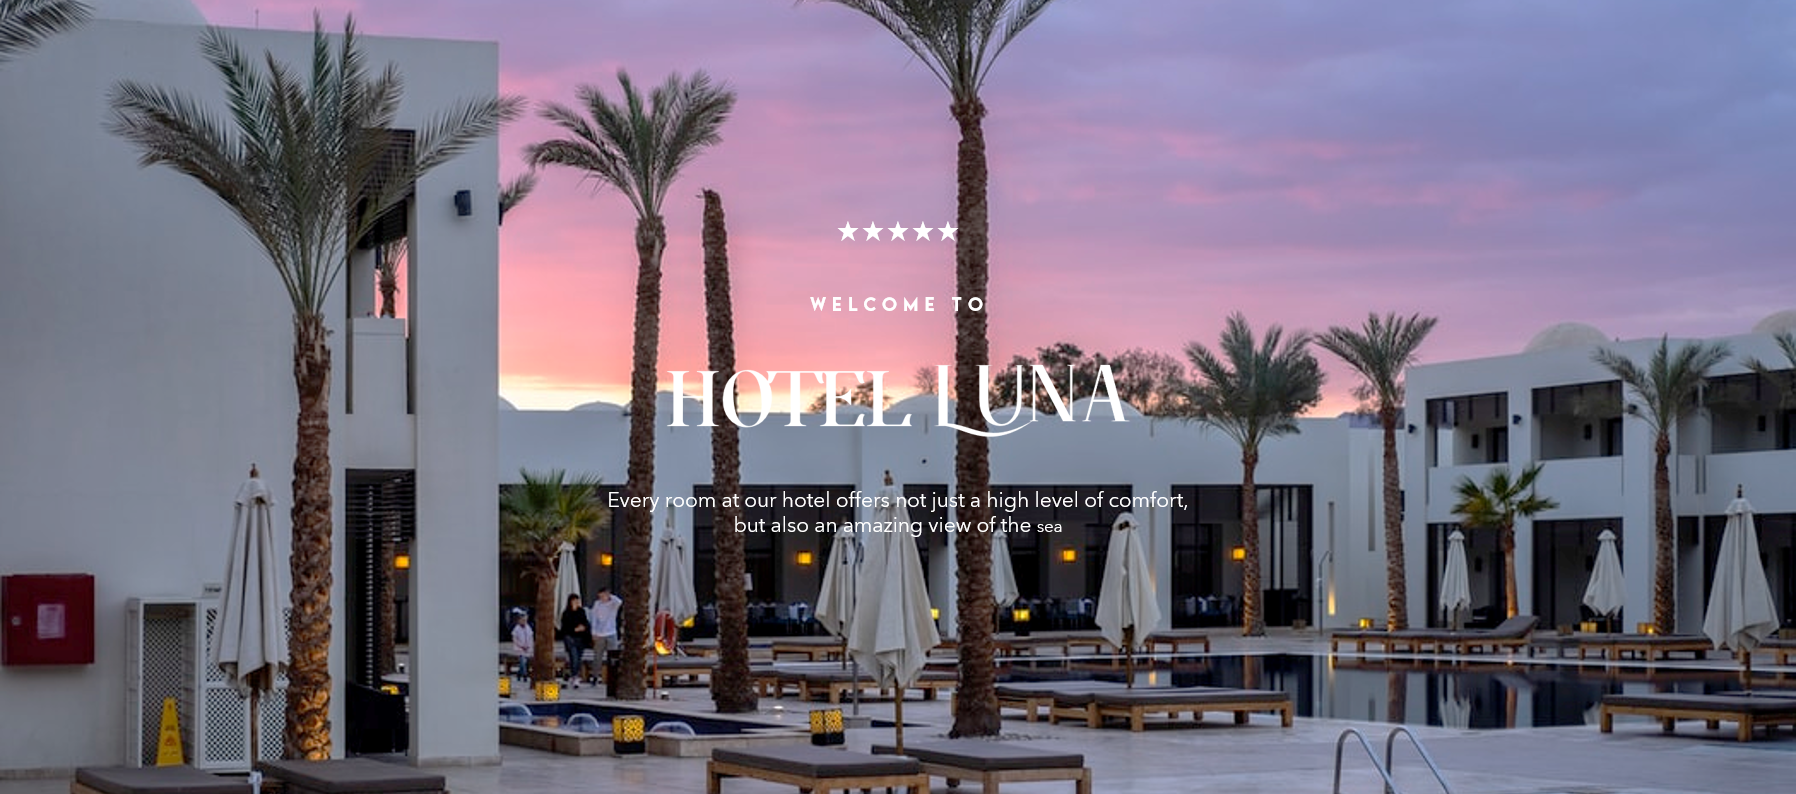 ★★★★★
WELCOME TO
HOTEL LUNA
Every room at our hotel offers not just a high level of comfort,
but also an amazing view of the sea